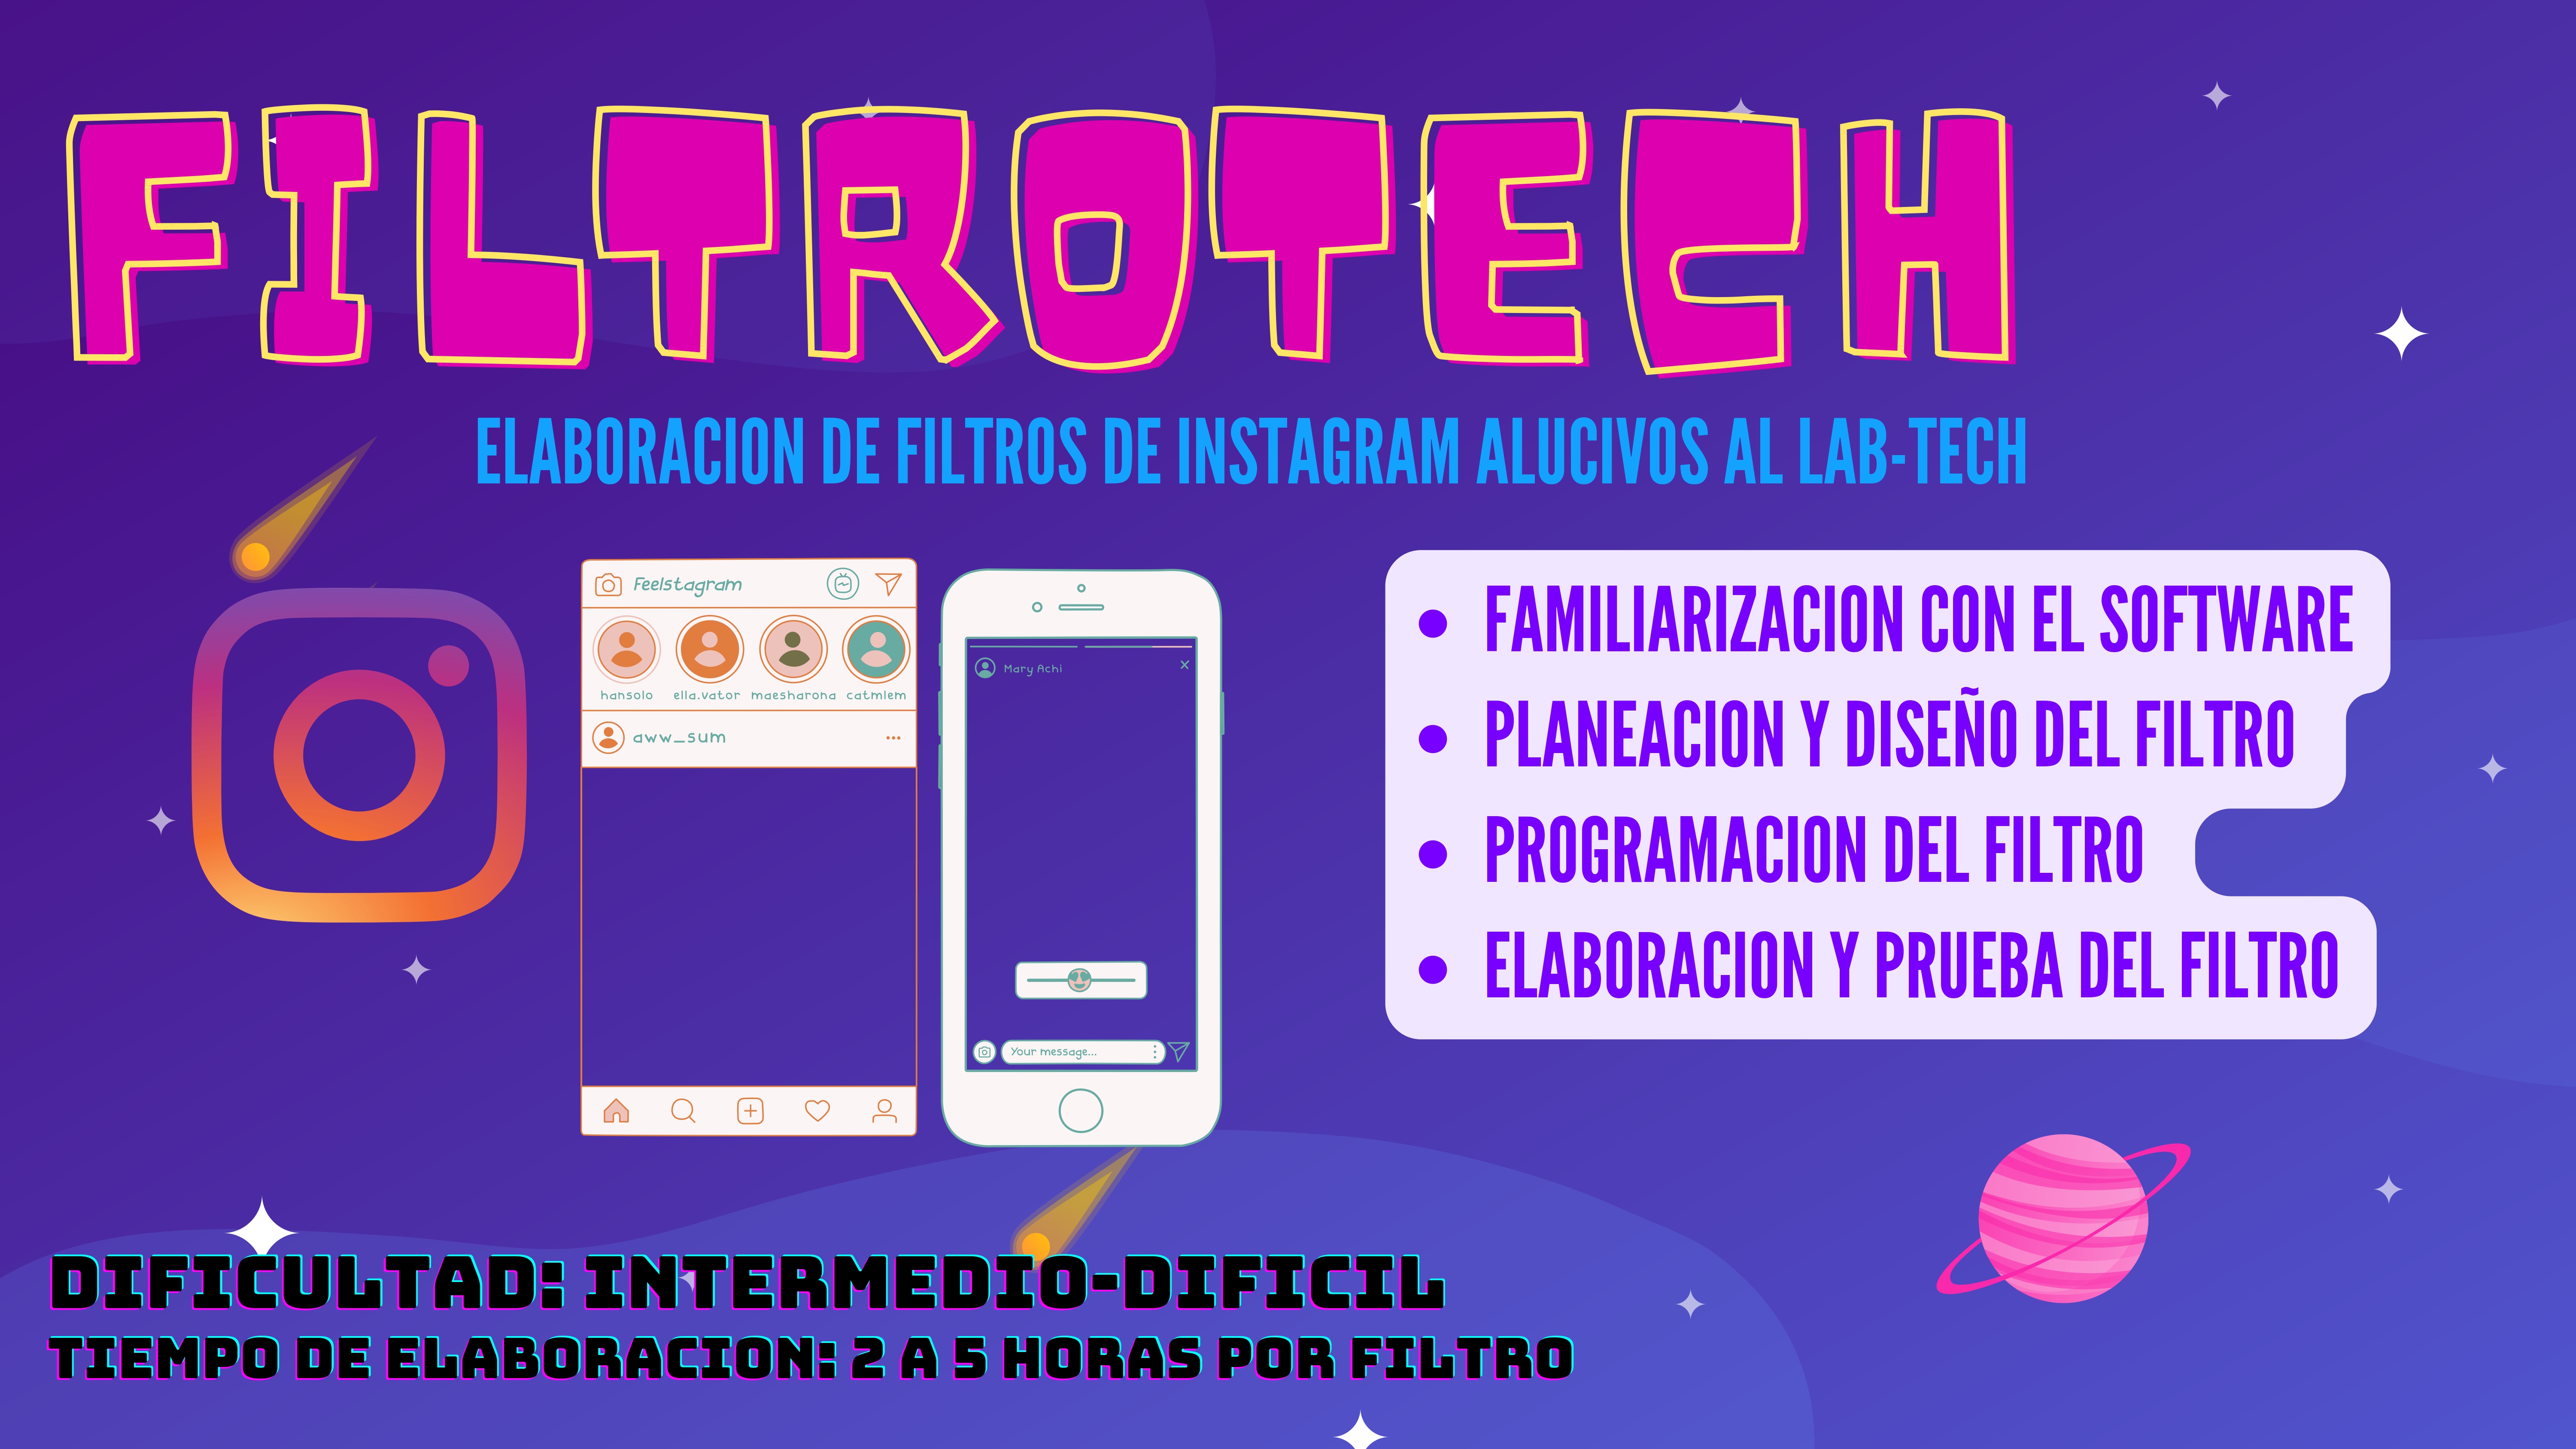 FILTROTECH
ELABORACION DE FILTROS DE INSTAGRAM ALUCIVOS AL LAB-TECH
Feelstagram
hansolo ella.vator maesharona catmlem
aww_sum
Mary Achi
Your message...
• FAMILIARIZACION CON EL SOFTWARE
• PLANEACION Y DISEÑO DEL FILTRO
• PROGRAMACION DEL FILTRO
• ELABORACION Y PRUEBA DEL FILTRO
DIFICULTAD: INTERMEDIO-DIFICIL
TIEMPO DE ELABORACION: 2 A 5 HORAS POR FILTRO